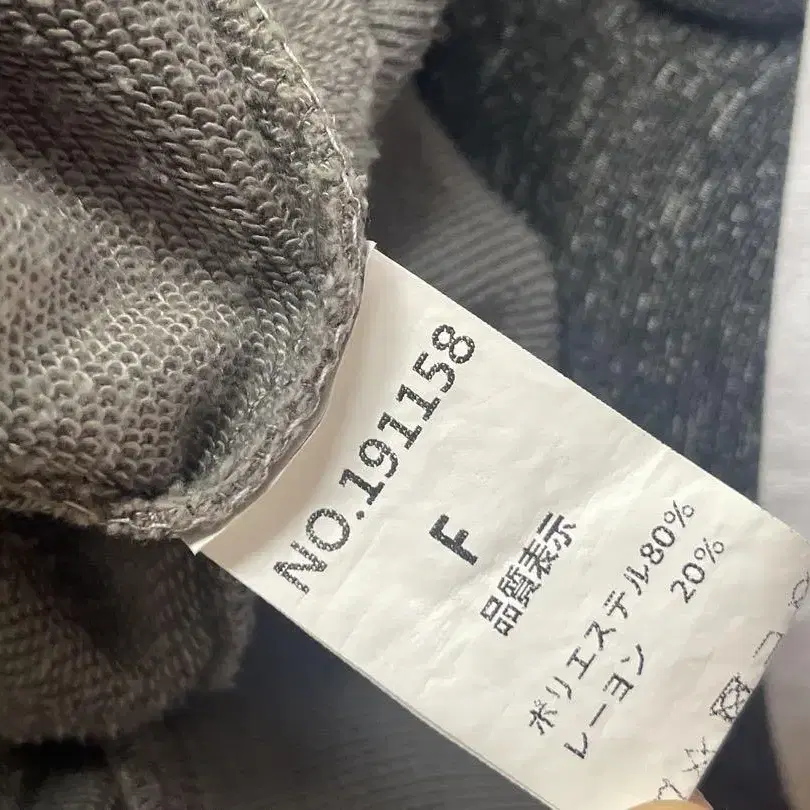 NO.191158
F
品質表示
ポリエステル80%
レーヨン 20%